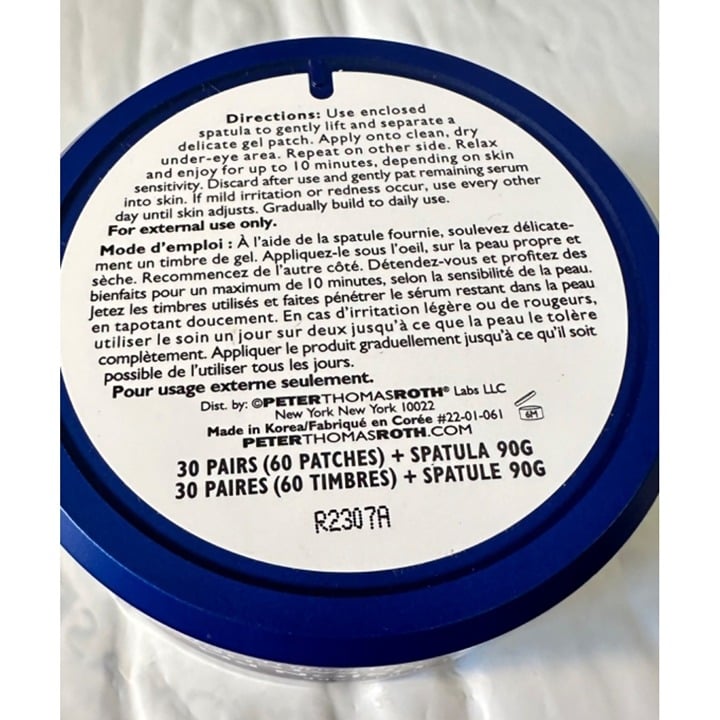 Directions: Use enclosed
spatula to gently lift and separate a
delicate gel patch. Apply onto clean, dry
under-eye area. Repeat on other side. Relax
and enjoy for up to 10 minutes, depending on skin
sensitivity. Discard after use and gently pat remaining serum
into skin. If mild irritation or redness occur, use every other
day until skin adjusts. Gradually build to daily use.
For external use only.
Mode d'emploi : À l'aide de la spatule fournie, soulevez délicate-
ment un timbre de gel. Appliquez-le sous l'oeil, sur la peau propre et
sèche. Recommencez de l'autre côté. Détendez-vous et profitez des
bienfaits pour un maximum de 10 minutes, selon la sensibilité de la peau.
Jetez les timbres utilisés et faites pénétrer le sérum restant dans la peau
en tapotant doucement. En cas d'irritation légère ou de rougeurs,
utiliser le soin un jour sur deux jusqu'à ce que la peau le tolère
complètement. Appliquer le produit graduellement jusqu'à ce qu'il soit
possible de l'utiliser tous les jours.
Pour usage externe seulement.
Dist. by: ©PETERTHOMASROTH® Labs LLC
New York New York 10022
Made in Korea/Fabriqué en Corée #22-01-061
6M
PETERTHOMASROTH.COM
30 PAIRS (60 PATCHES) + SPATULA 90G
30 PAIRES (60 TIMBRES) + SPATULE 90G
R2307A